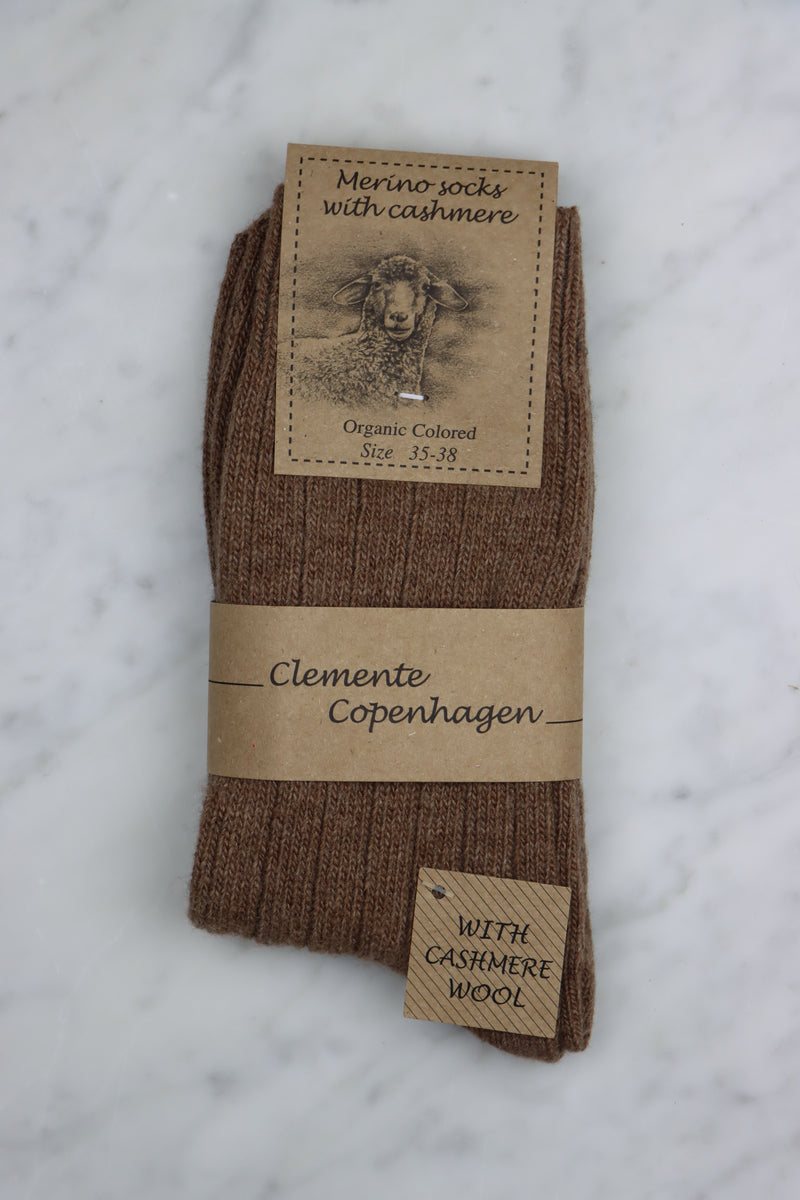 Merino socks
with cashmere
Organic Colored
Size 35-38
Clemente
Copenhagen
WITH
CASHMERE
WOOL